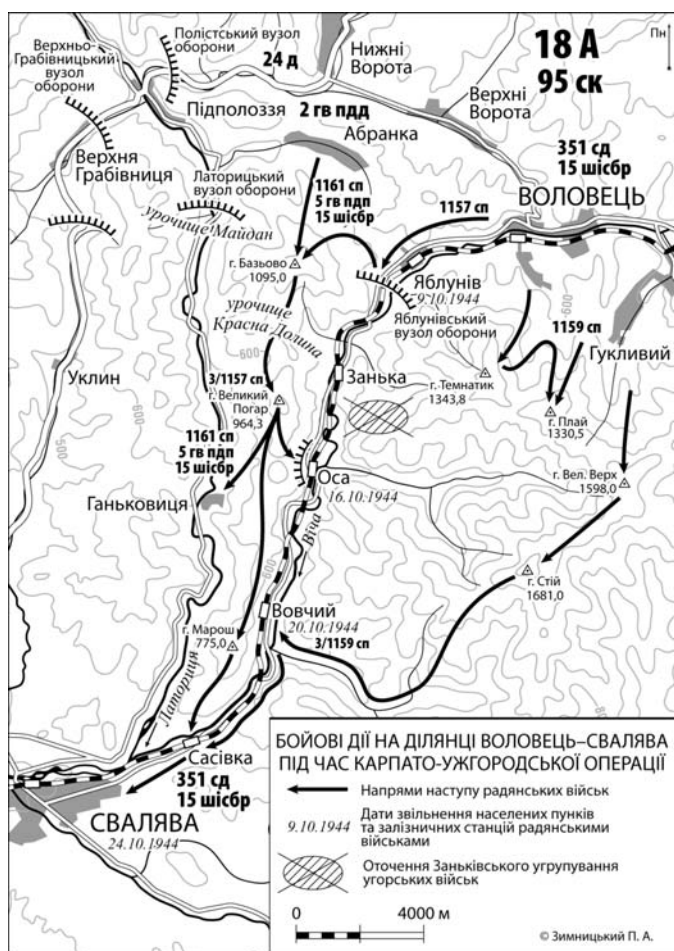 Верхньо-
Грабівницький
вузол
оборони
Полістський вузол
оборони
24 д
Нижні
Ворота
18 А
95 ск
Пн
Підполоззя
2 гв пдд
Абранка
Верхні
Ворота
351 сд
15 шісбр
ВОЛОВЕЦЬ
Верхня
Грабівниця
Латорицький
вузол оборони
урочище Майдан
1161 сп
5 гв пдп
15 шісбр
1157 сп
г. Базьово
1095,0
Яблунів
9.10.1944
Яблунівський
вузол оборони
600
урочище
Красна Долина
600
1159 сп
Гукливий
Уклин
Занька
3/1157 сп
г. Великий
Погар
964,3
г. Темнатик
1343,8
г. Плай
1330,5
600
500
600
1161 сп
5 гв пдп
15 шісбр
Ганьковиця
Оса
16.10.1944
г. Вел. Верх
1598,0
Віча
600
г. Стій
1681,0
Вовчий
20.10.1944
3/1159 сп
г. Марош
775,0
Латориця
Сасівка
351 сд
15 шісбр
СВАЛЯВА
24.10.1944
БОЙОВІ ДІЇ НА ДІЛЯНЦІ ВОЛОВЕЦЬ–СВАЛЯВА
ПІД ЧАС КАРПАТО-УЖГОРОДСЬКОЇ ОПЕРАЦІЇ
Напрями наступу радянських військ
9.10.1944
Дати звільнення населених пунктів
та залізничних станцій радянськими
військами
Оточення Заньківського угрупування
угорських військ
0
4000 м
© Зимницький П. А.